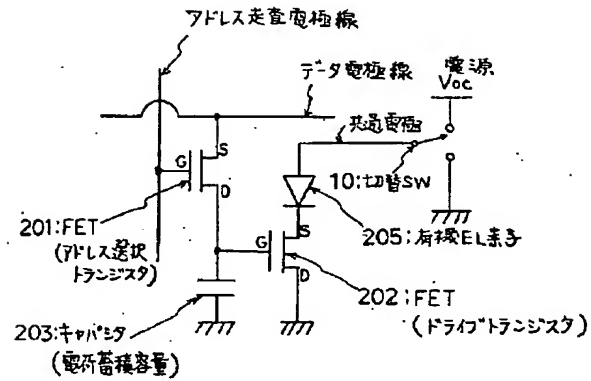 アドレス走査電極線
データ電極線
電源
Voc
共通電極
G
S
D
10:切替SW
201:FET
(アドレス選択
トランジスタ)
205:有機EL素子
G
S
D
202:FET
(ドライブトランジスタ)
203:キャパシタ
(電荷蓄積容量)